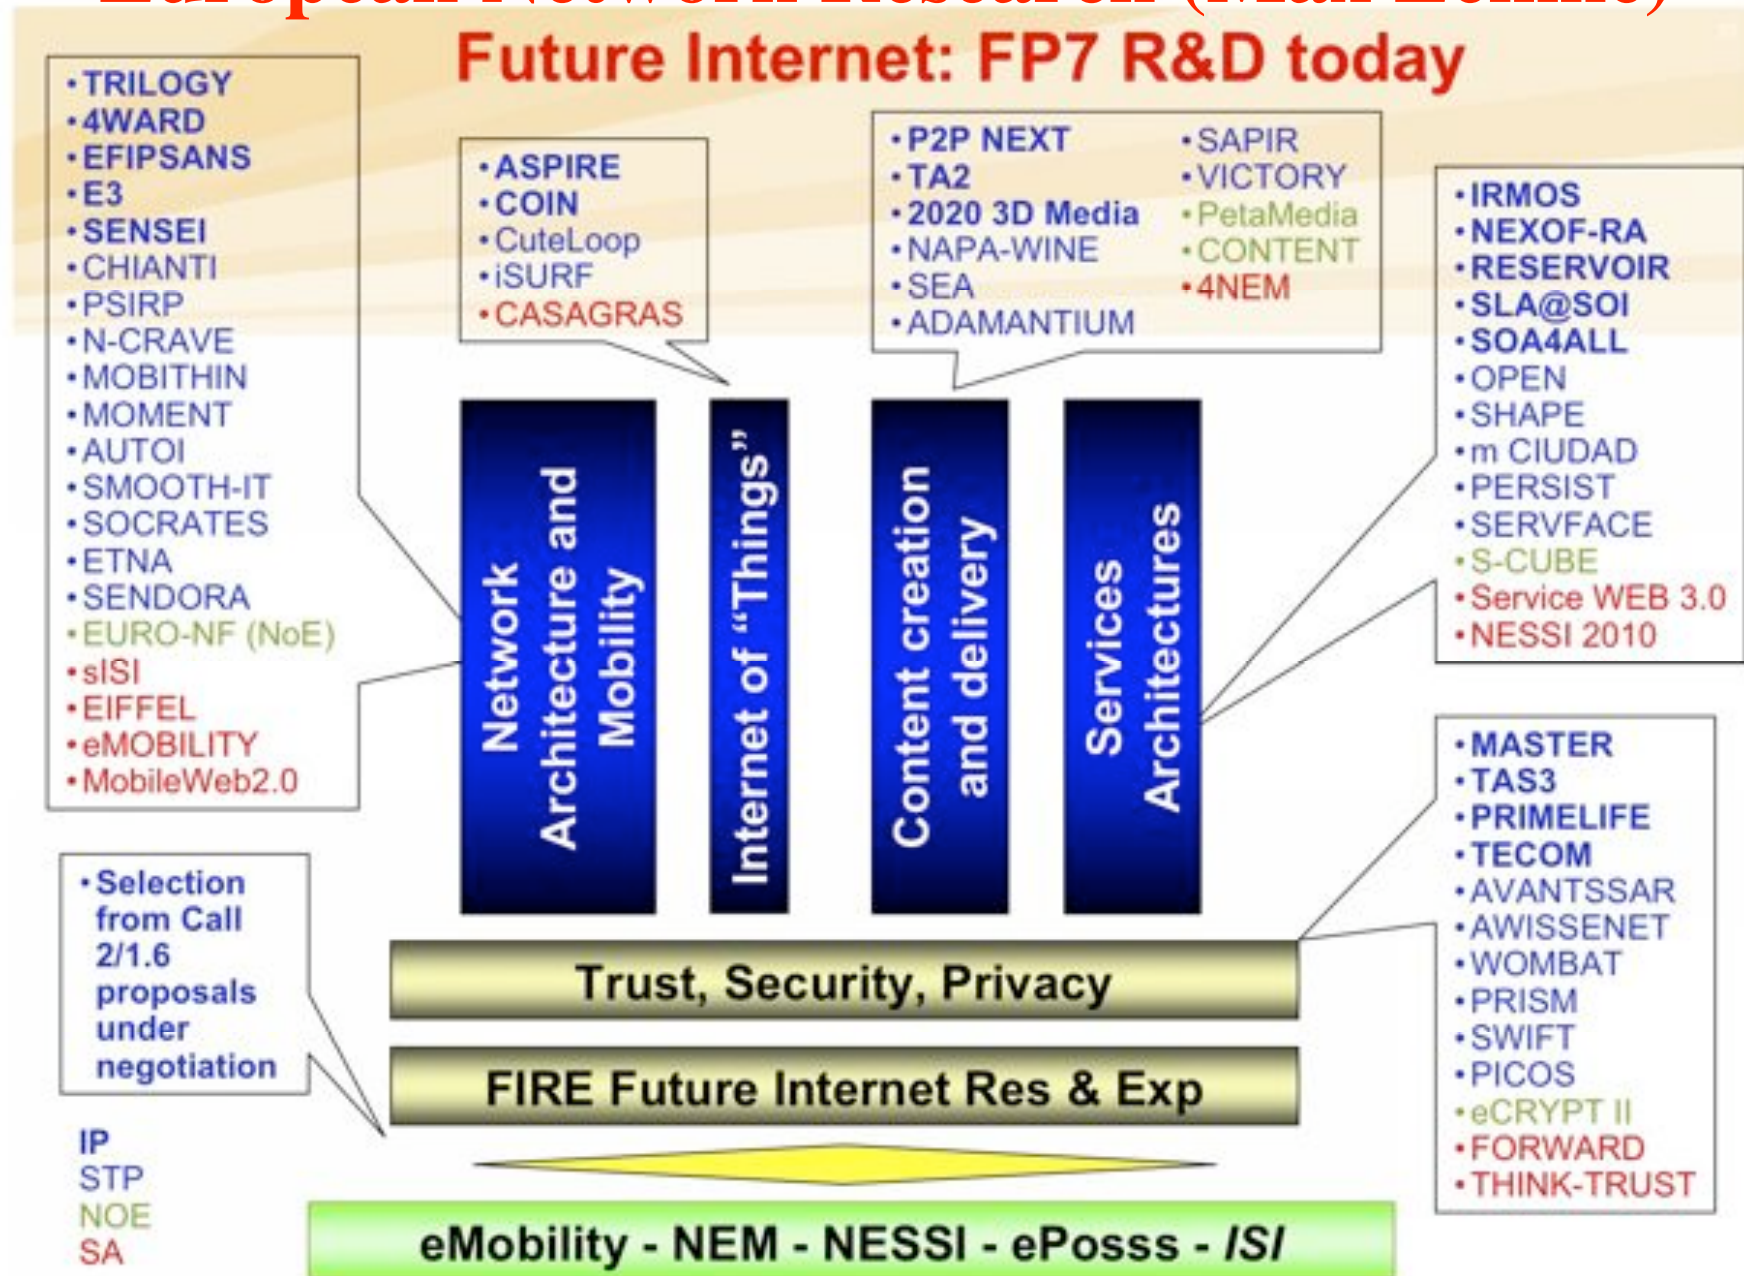 European Network Research (Mari Lehine)
Future Internet: FP7 R&D today
•TRILOGY
•4WARD
•EFIPSANS
•E3
•SENSEI
•CHIANTI
•PSIRP
•N-CRAVE
•MOBITHIN
•MOMENT
•AUTOI
•SMOOTH-IT
•SOCRATES
•ETNA
•SENDORA
•EURO-NF (NoE)
•sISI
•EIFFEL
•eMOBILITY
•MobileWeb2.0
•ASPIRE
•COIN
•CuteLoop
•iSURF
•CASAGRAS
•P2P NEXT
•TA2
•2020 3D Media
•NAPA-WINE
•SEA
•ADAMANTIUM
•SAPIR
•VICTORY
•PetaMedia
•CONTENT
•4NEM
•IRMOS
•NEXOF-RA
•RESERVOIR
•SLA@SOI
•SOA4ALL
•OPEN
•SHAPE
•m CIUDAD
•PERSIST
•SERVFACE
•S-CUBE
•Service WEB 3.0
•NESSI 2010
Network
Architecture and
Mobility
Internet of “Things”
Content creation
and delivery
Services
Architectures
•MASTER
•TAS3
•PRIMELIFE
•TECOM
•AVANTSSAR
•AWISSENET
•WOMBAT
•PRISM
•SWIFT
•PICOS
•eCRYPT II
•FORWARD
•THINK-TRUST
•Selection
from Call
2/1.6
proposals
under
negotiation
Trust, Security, Privacy
FIRE Future Internet Res & Exp
IP
STP
NOE
SA
eMobility - NEM - NESSI - ePosss - ISI